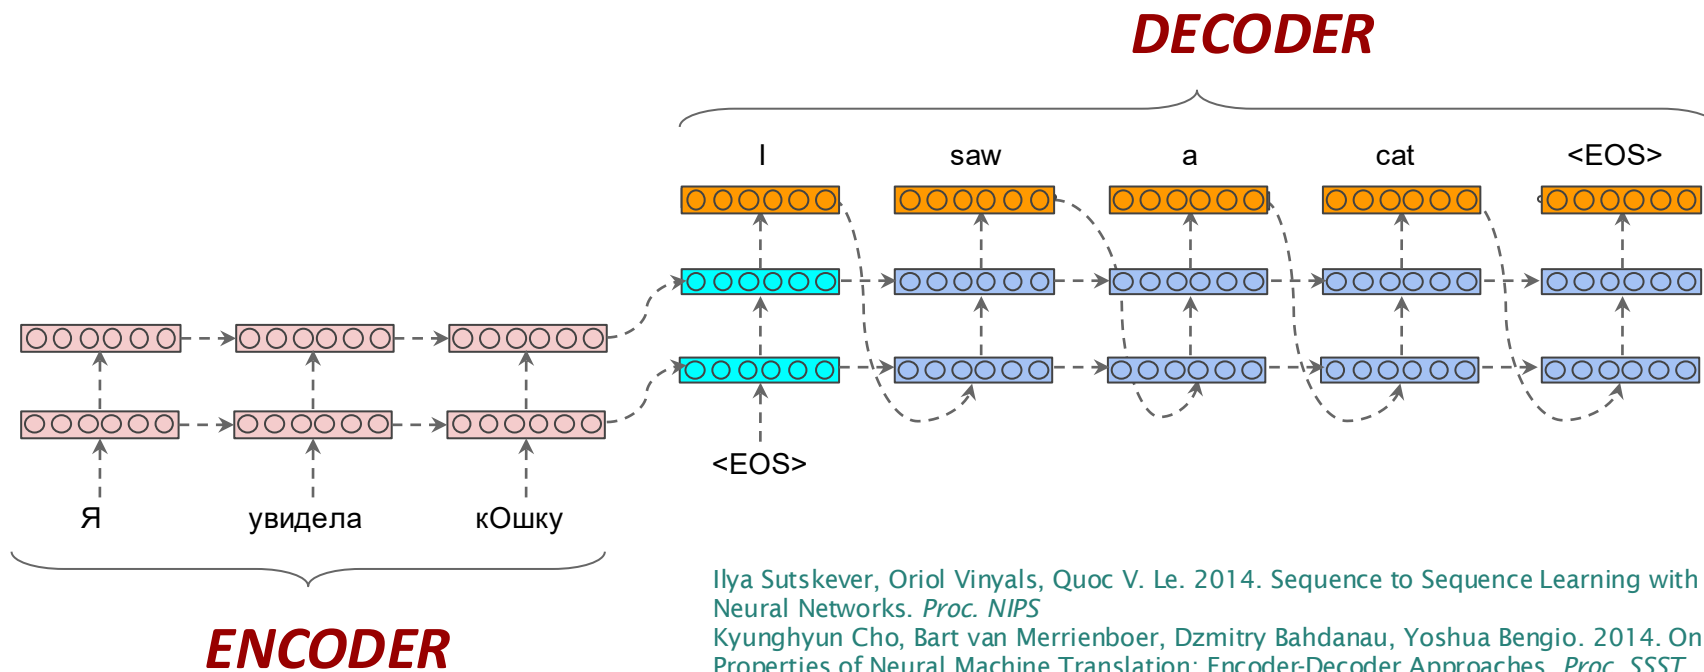 DECODER
I saw a cat <EOS>
<EOS>
Я увидела кОшку
ENCODER
Ilya Sutskever, Oriol Vinyals, Quoc V. Le. 2014. Sequence to Sequence Learning with
Neural Networks. Proc. NIPS
Kyunghyun Cho, Bart van Merrienboer, Dzmitry Bahdanau, Yoshua Bengio. 2014. On
Properties of Neural Machine Translation: Encoder-Decoder Approaches. Proc. SSST